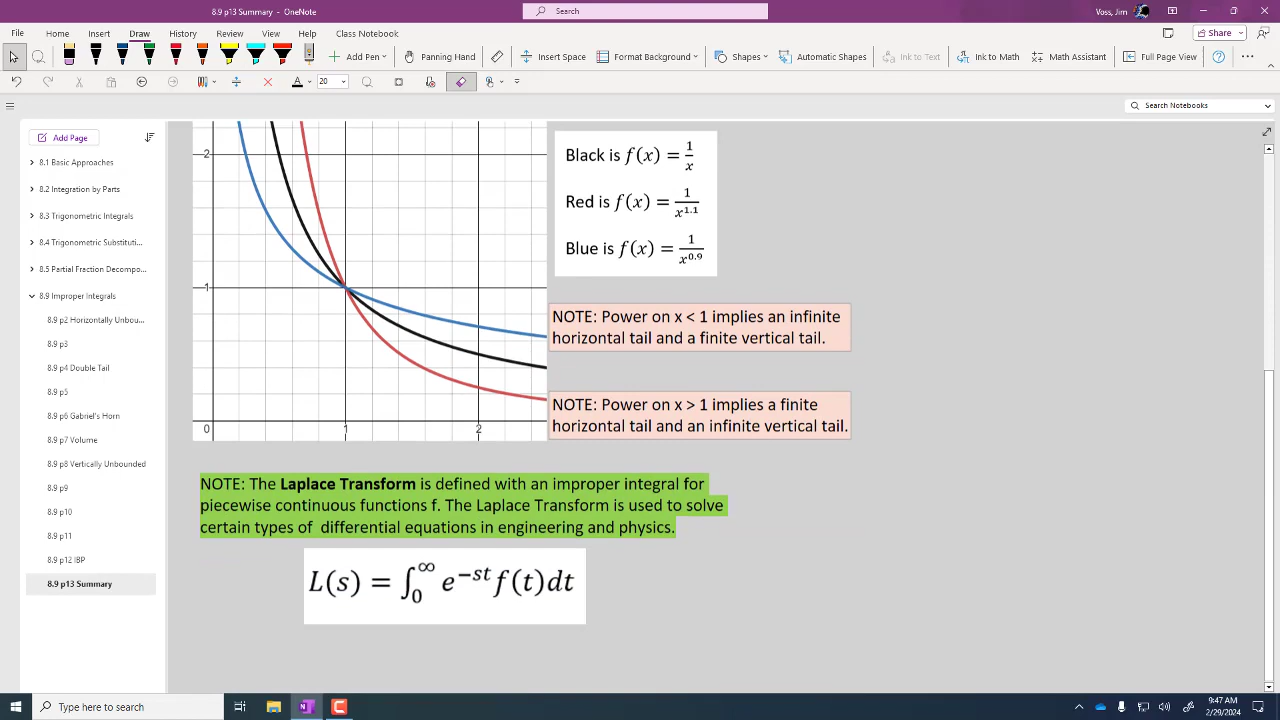 8.9 p13 Summary - OneNote
Search
Voss, Jim
File Home Insert Draw History Review View Help Class Notebook
Share
Add Pen
Panning Hand
Insert Space
Format Background
Shapes
Automatic Shapes
Ink to Text
Ink to Shape
Ink to Math
Math Assistant
Full Page View
20
Search Notebooks
Add Page
8.1 Basic Approaches
8.2 Integration by Parts
8.3 Trigonometric Integrals
8.4 Trigonometric Substituti...
8.5 Partial Fraction Decompo...
8.9 Improper Integrals
8.9 p2 Horizontally Unbou...
8.9 p3
8.9 p4 Double Tail
8.9 p5
8.9 p6 Gabriel's Horn
8.9 p7 Volume
8.9 p8 Vertically Unbounded
8.9 p9
8.9 p10
8.9 p11
8.9 p12 IBP
8.9 p13 Summary
2
1
0 1 2
Black is f(x) = 1/x
Red is f(x) = 1/x^1.1
Blue is f(x) = 1/x^0.9
NOTE: Power on x < 1 implies an infinite
horizontal tail and a finite vertical tail.
NOTE: Power on x > 1 implies a finite
horizontal tail and an infinite vertical tail.
NOTE: The Laplace Transform is defined with an improper integral for
piecewise continuous functions f. The Laplace Transform is used to solve
certain types of differential equations in engineering and physics.
L(s) = ∫₀^∞ e^−st f(t)dt
Type here to search
9:47 AM
2/29/2024